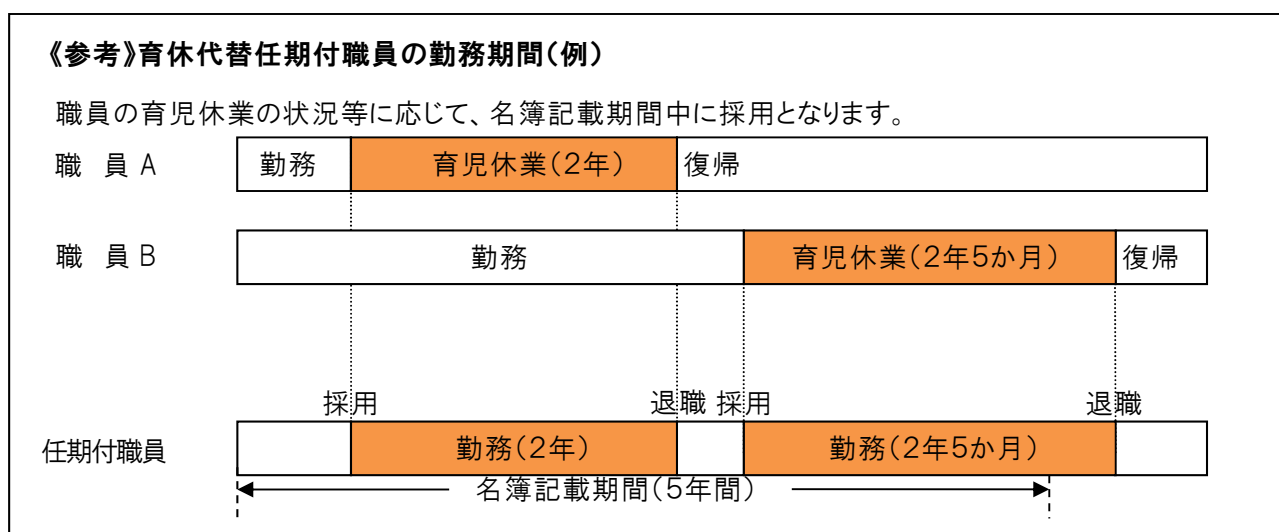 《参考》育休代替任期付職員の勤務期間(例)
職員の育児休業の状況等に応じて、名簿記載期間中に採用となります。
職 員 A 勤務 育児休業(2年) 復帰
職 員 B 勤務 育児休業(2年5か月) 復帰
採用 退職 採用 退職
任期付職員 勤務(2年) 勤務(2年5か月)
名簿記載期間(5年間)